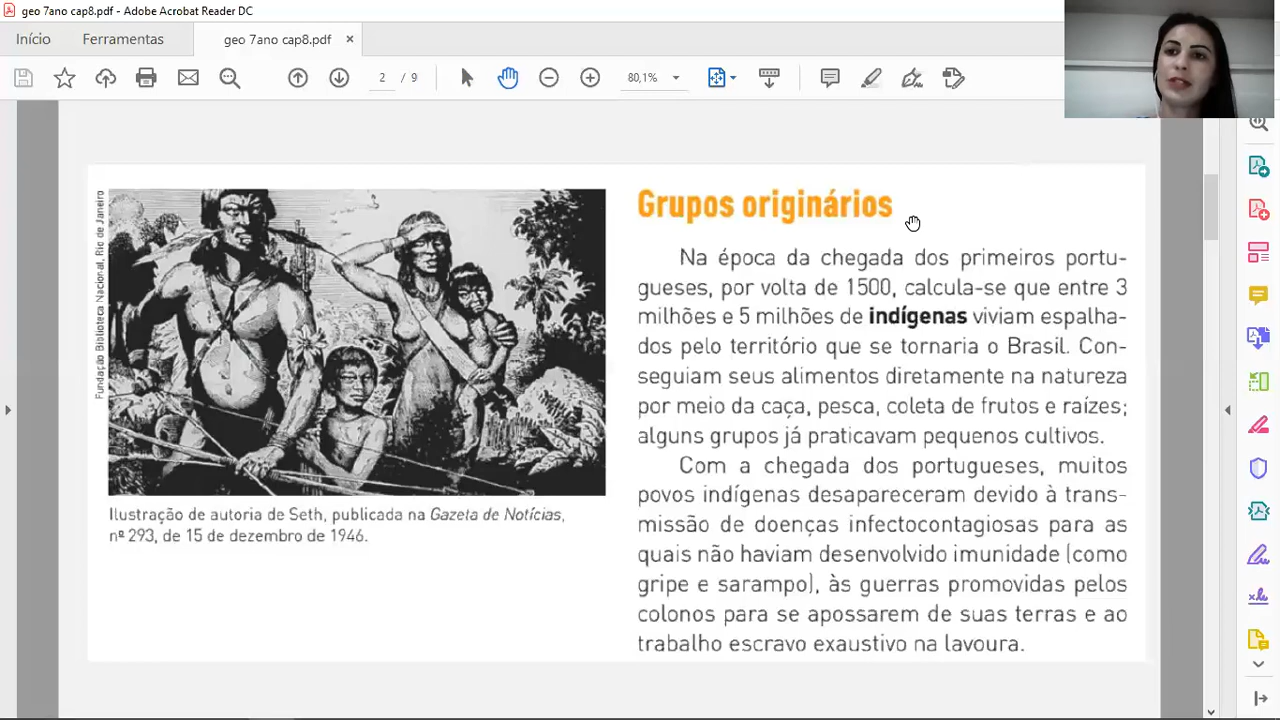 geo 7ano cap8.pdf - Adobe Acrobat Reader DC
Início
Ferramentas
geo 7ano cap8.pdf
×
2 / 9
80,1%
Fundação Biblioteca Nacional, Rio de Janeiro
Ilustração de autoria de Seth, publicada na Gazeta de Notícias,
nº 293, de 15 de dezembro de 1946.
Grupos originários
Na época da chegada dos primeiros portu-
gueses, por volta de 1500, calcula-se que entre 3
milhões e 5 milhões de indígenas viviam espalha-
dos pelo território que se tornaria o Brasil. Con-
seguiam seus alimentos diretamente na natureza
por meio da caça, pesca, coleta de frutos e raízes;
alguns grupos já praticavam pequenos cultivos.
Com a chegada dos portugueses, muitos
povos indígenas desapareceram devido à trans-
missão de doenças infectocontagiosas para as
quais não haviam desenvolvido imunidade (como
gripe e sarampo), às guerras promovidas pelos
colonos para se apossarem de suas terras e ao
trabalho escravo exaustivo na lavoura.